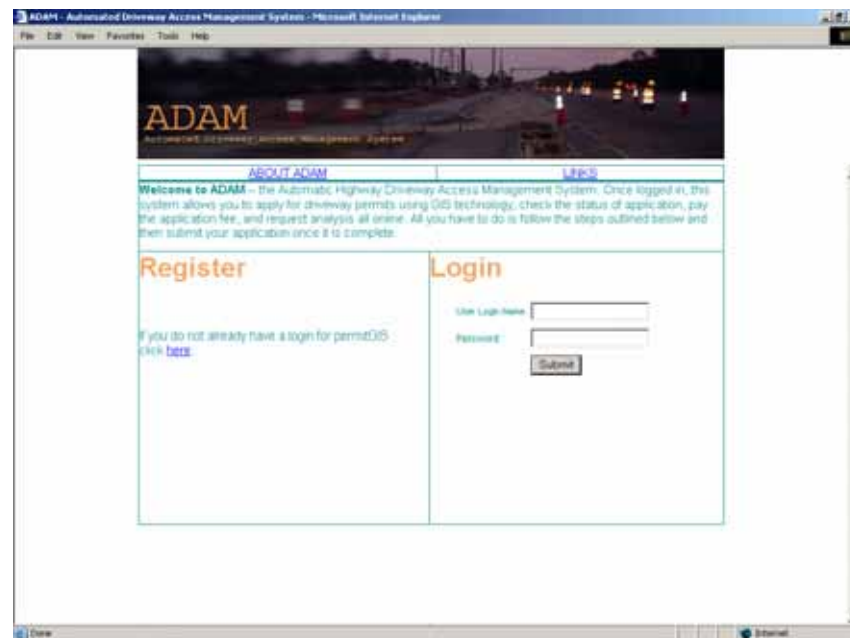 ADAM - Automated Driveway Access Management System - Microsoft Internet Explorer
File Edit View Favorites Tools Help
ADAM
Automated Driveway Access Management System
ABOUT ADAM LINKS
Welcome to ADAM – the Automatic Highway Driveway Access Management System. Once logged in, this
system allows you to apply for driveway permits using GIS technology, check the status of application, pay
the application fee, and request analysis all online. All you have to do is follow the steps outlined below and
then submit your application once it is complete.
Register
If you do not already have a login for permitGIS
click here.
Login
User Login Name
Password
Submit
Done
Internet